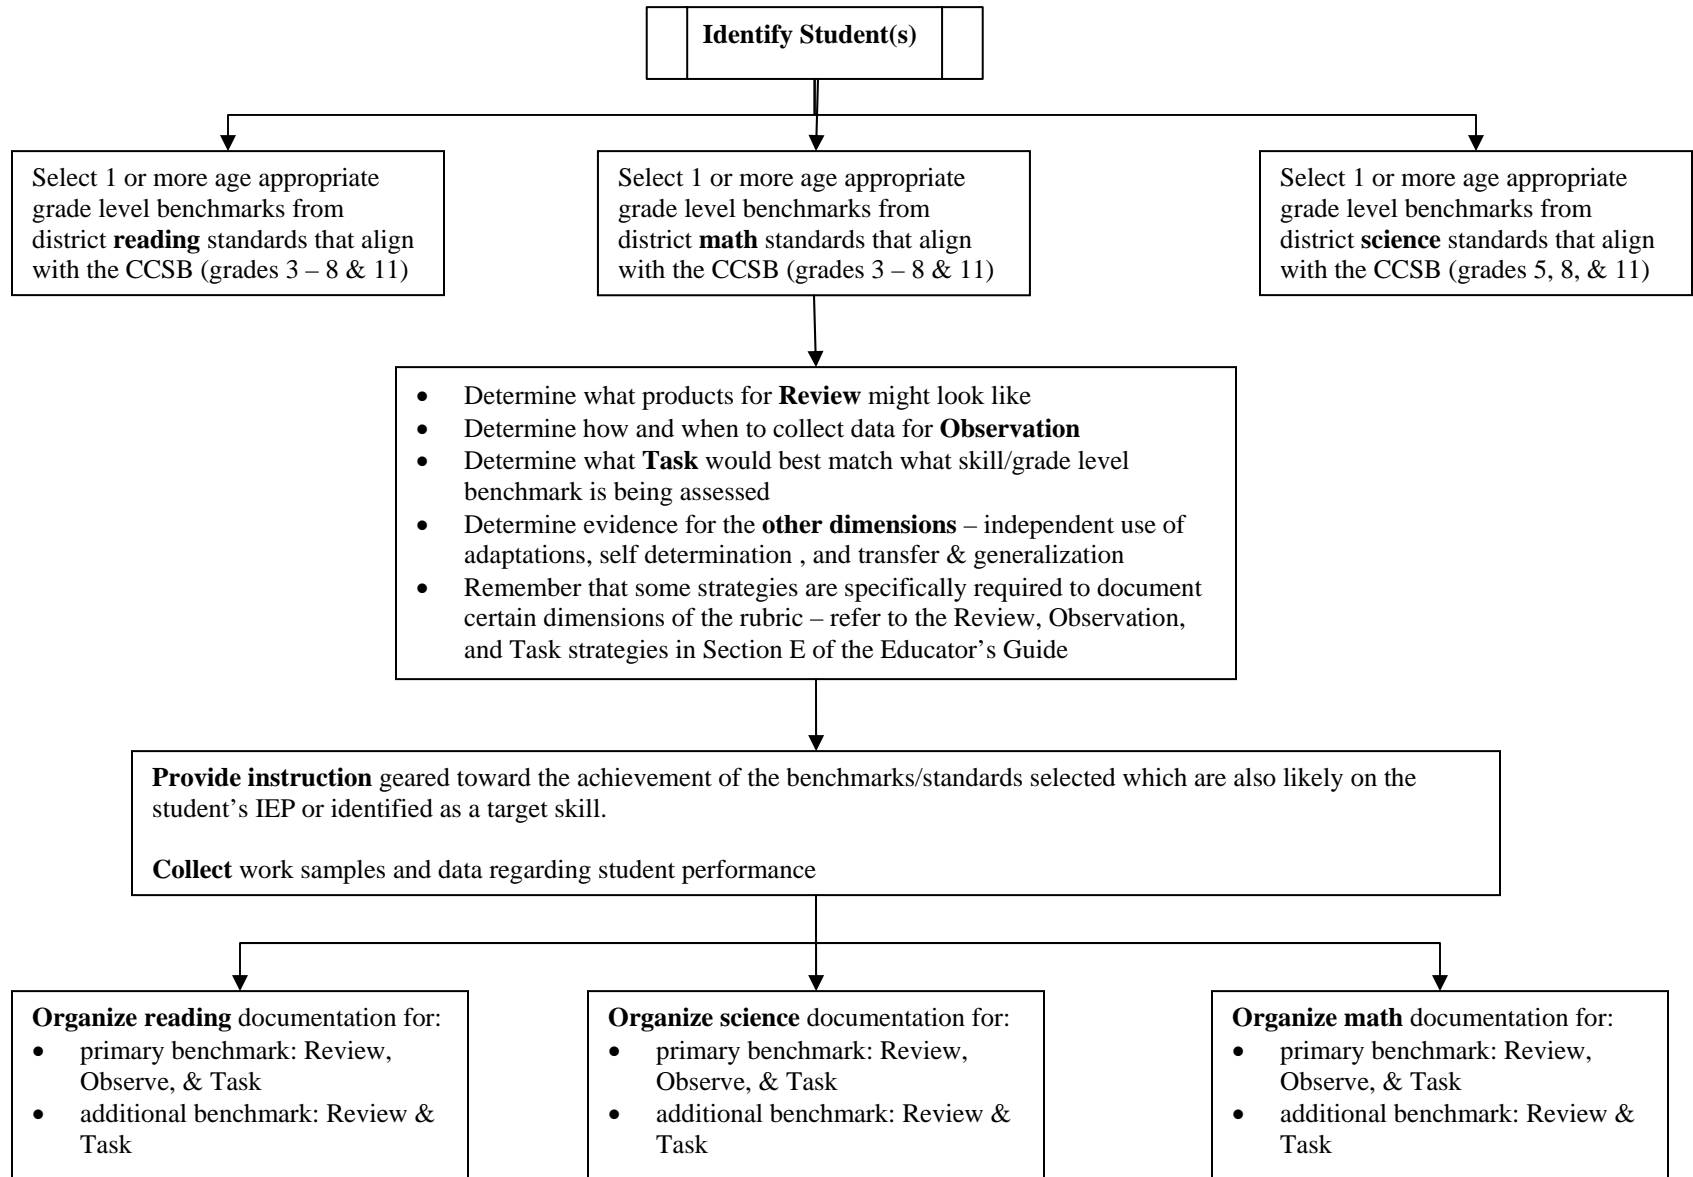 Identify Student(s)
Select 1 or more age appropriate
grade level benchmarks from
district reading standards that align
with the CCSB (grades 3 – 8 & 11)
Select 1 or more age appropriate
grade level benchmarks from
district math standards that align
with the CCSB (grades 3 – 8 & 11)
Select 1 or more age appropriate
grade level benchmarks from
district science standards that align
with the CCSB (grades 5, 8, & 11)
• Determine what products for Review might look like
• Determine how and when to collect data for Observation
• Determine what Task would best match what skill/grade level
benchmark is being assessed
• Determine evidence for the other dimensions – independent use of
adaptations, self determination , and transfer & generalization
• Remember that some strategies are specifically required to document
certain dimensions of the rubric – refer to the Review, Observation,
and Task strategies in Section E of the Educator’s Guide
Provide instruction geared toward the achievement of the benchmarks/standards selected which are also likely on the
student’s IEP or identified as a target skill.
Collect work samples and data regarding student performance
Organize reading documentation for:
• primary benchmark: Review,
Observe, & Task
• additional benchmark: Review &
Task
Organize science documentation for:
• primary benchmark: Review,
Observe, & Task
• additional benchmark: Review &
Task
Organize math documentation for:
• primary benchmark: Review,
Observe, & Task
• additional benchmark: Review &
Task